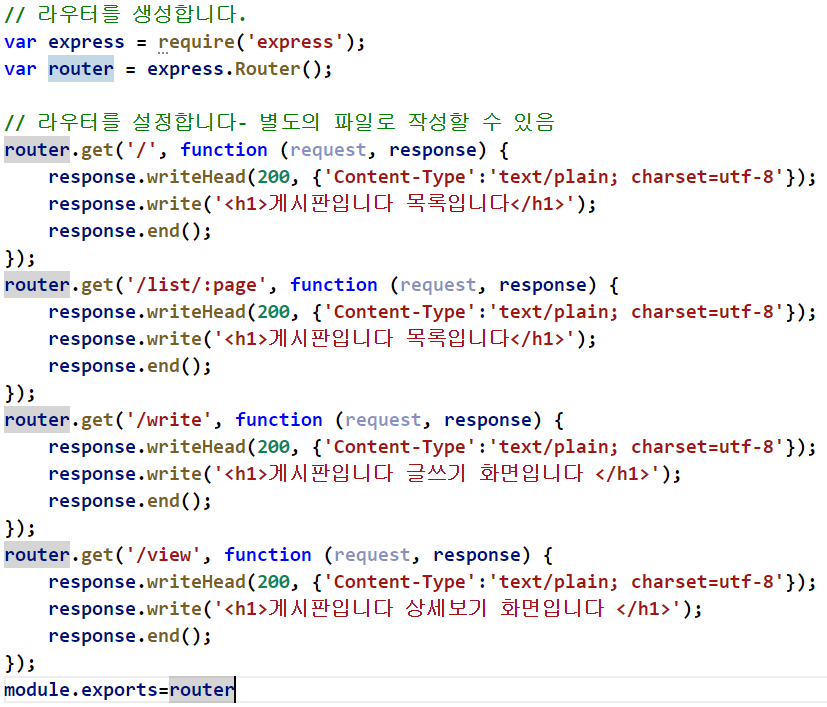 // 라우터를 생성합니다.
var express = require('express');
var router = express.Router();

// 라우터를 설정합니다- 별도의 파일로 작성할 수 있음
router.get('/', function (request, response) {
    response.writeHead(200, {'Content-Type':'text/plain; charset=utf-8'});
    response.write('<h1>게시판입니다 목록입니다</h1>');
    response.end();
});
router.get('/list/:page', function (request, response) {
    response.writeHead(200, {'Content-Type':'text/plain; charset=utf-8'});
    response.write('<h1>게시판입니다 목록입니다</h1>');
    response.end();
});
router.get('/write', function (request, response) {
    response.writeHead(200, {'Content-Type':'text/plain; charset=utf-8'});
    response.write('<h1>게시판입니다 글쓰기 화면입니다 </h1>');
    response.end();
});
router.get('/view', function (request, response) {
    response.writeHead(200, {'Content-Type':'text/plain; charset=utf-8'});
    response.write('<h1>게시판입니다 상세보기 화면입니다 </h1>');
    response.end();
});
module.exports=router